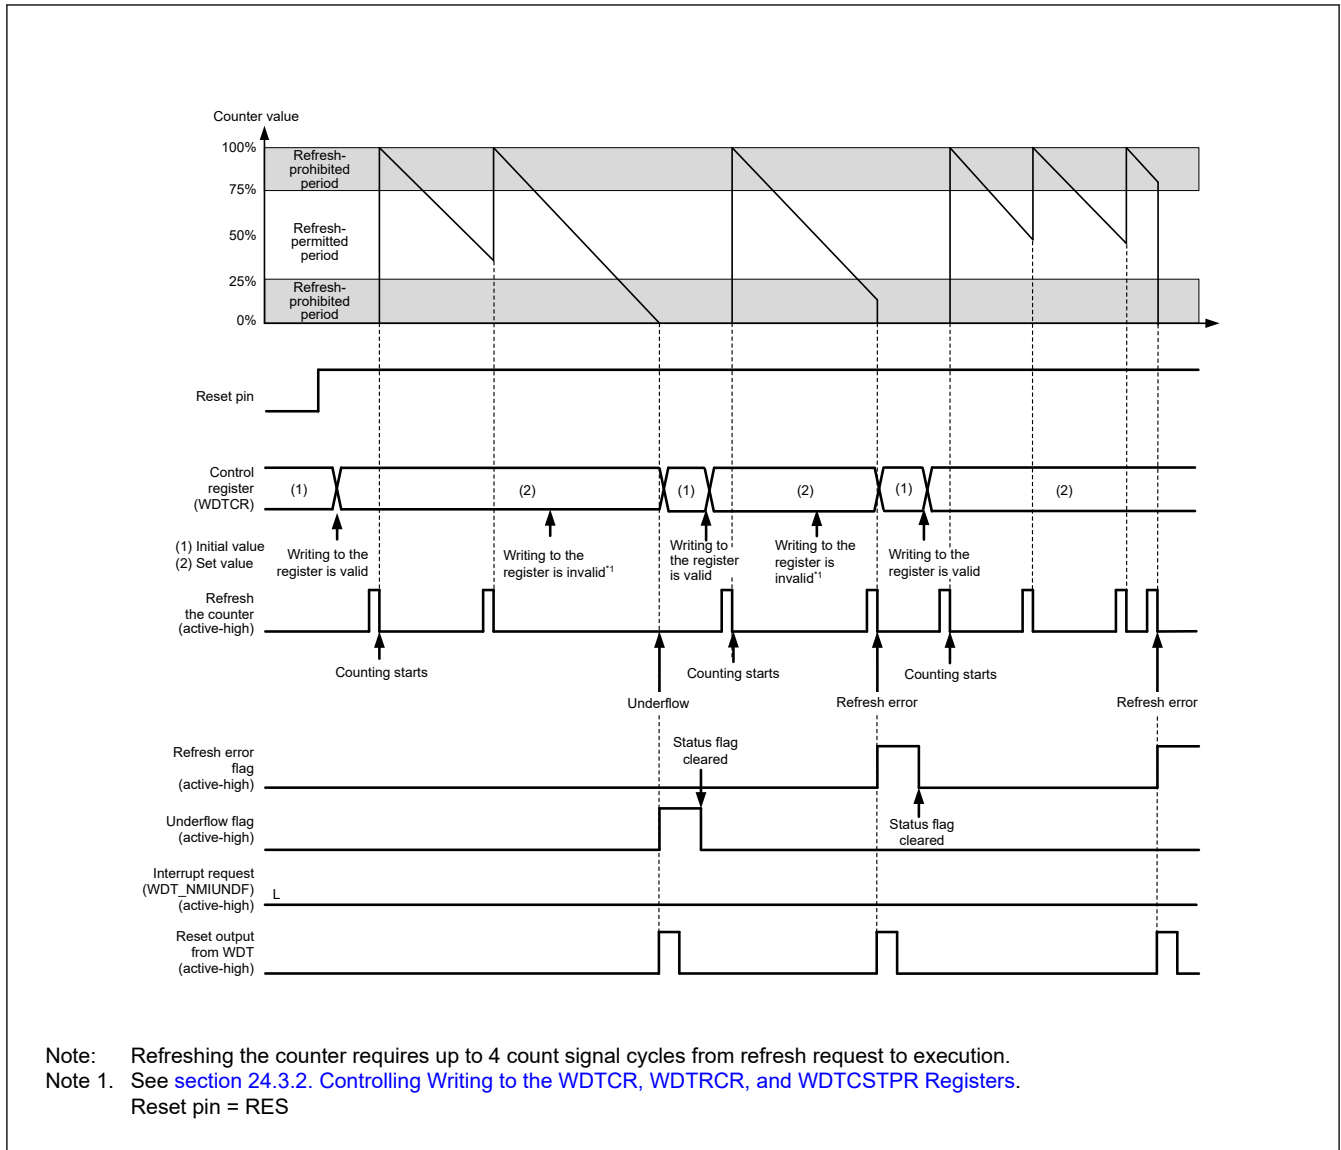 Counter value
100%
Refresh-
prohibited
period
75%
Refresh-
permitted
period
50%
25%
Refresh-
prohibited
period
0%
Reset pin
Control
register
(WDTCR)
(1)
(2)
(1)
(2)
(1)
(2)
(1) Initial value
(2) Set value
Writing to the
register is valid
Writing to the
register is invalid*1
Writing to
the register
is valid
Writing to the
register is
invalid*1
Writing to the
register is valid
Refresh
the counter
(active-high)
Counting starts
Counting starts
Counting starts
Underflow
Refresh error
Refresh error
Refresh error
flag
(active-high)
Status flag
cleared
Underflow flag
(active-high)
Status flag
cleared
Interrupt request
(WDT_NMIUNDF)
(active-high)
L
Reset output
from WDT
(active-high)
Note: Refreshing the counter requires up to 4 count signal cycles from refresh request to execution.
Note 1. See section 24.3.2. Controlling Writing to the WDTCR, WDTRCR, and WDTCSTPR Registers.
Reset pin = RES